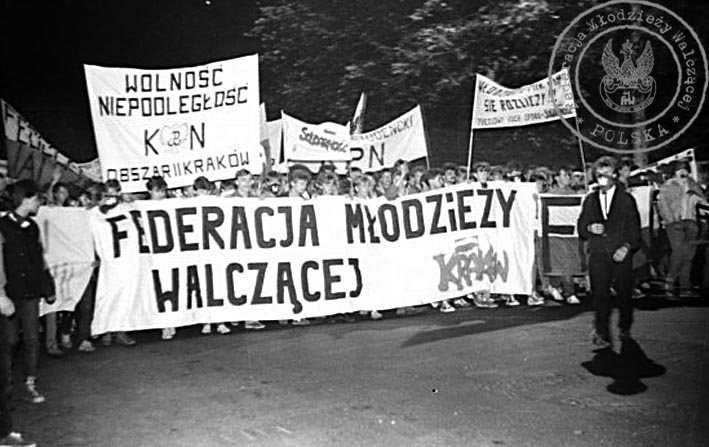 WOLNOŚĆ
NIEPODLEGŁOŚĆ
KPN
OBSZAR II KRAKÓW
SOLIDARNOŚĆ
PN
SIĘ ROZLICZY
FEDERACJA MŁODZIEŻY
WALCZĄCEJ
KRAKÓW
F
Federacja Młodzieży Walczącej
POLSKA